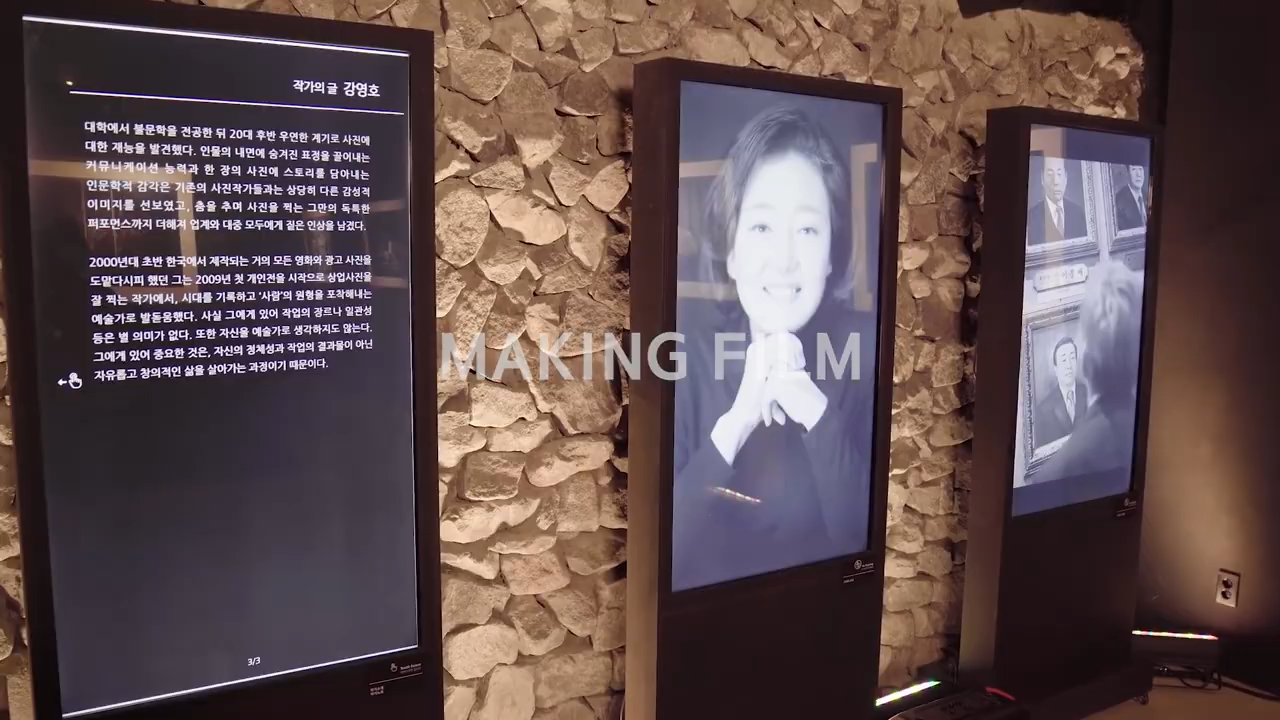 작가의 글 강영호
대학에서 불문학을 전공한 뒤 20대 후반 우연한 계기로 사진에
대한 재능을 발견했다. 인물의 내면에 숨겨진 표정을 끌어내는
커뮤니케이션 능력과 한 장의 사진에 스토리를 담아내는
인문학적 감각은 기존의 사진작가들과는 상당히 다른 감성적
이미지를 선보였고, 춤을 추며 사진을 찍는 그만의 독특한
퍼포먼스까지 더해져 업계와 대중 모두에게 짙은 인상을 남겼다.
2000년대 초반 한국에서 제작되는 거의 모든 영화와 광고 사진을
도맡다시피 했던 그는 2009년 첫 개인전을 시작으로 상업사진을
잘 찍는 작가에서, 시대를 기록하고 '사람'의 원형을 포착해내는
예술가로 발돋움했다. 사실 그에게 있어 작업의 장르나 일관성
등은 별 의미가 없다. 또한 자신을 예술가로 생각하지도 않는다.
그에게 있어 중요한 것은, 자신의 정체성과 작업의 결과물이 아닌
자유롭고 창의적인 삶을 살아가는 과정이기 때문이다.
3/3
MAKING FILM